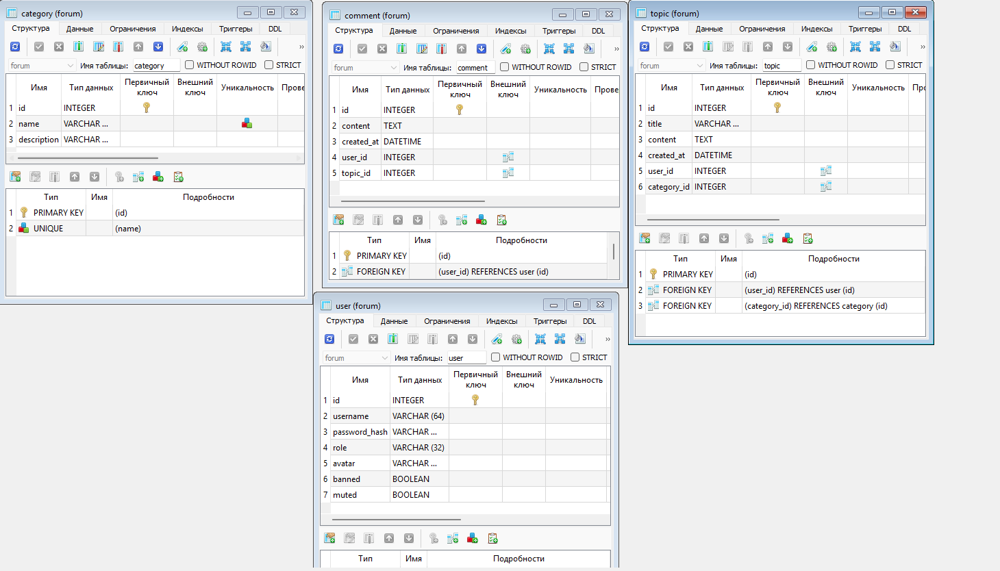 category (forum)
Структура Данные Ограничения Индексы Триггеры DDL
»
forum Имя таблицы: category WITHOUT ROWID STRICT
Имя Тип данных Первичный ключ Внешний ключ Уникальность Прове
1 id INTEGER
2 name VARCHAR ...
3 description VARCHAR ...
Тип Имя Подробности
1 PRIMARY KEY (id)
2 UNIQUE (name)
comment (forum)
Структура Данные Ограничения Индексы Триггеры DDL
»
forum Имя таблицы: comment WITHOUT ROWID STRICT
Имя Тип данных Первичный ключ Внешний ключ Уникальность Прове
1 id INTEGER
2 content TEXT
3 created_at DATETIME
4 user_id INTEGER
5 topic_id INTEGER
Тип Имя Подробности
1 PRIMARY KEY (id)
2 FOREIGN KEY (user_id) REFERENCES user (id)
topic (forum)
Структура Данные Ограничения Индексы Триггеры DDL
»
forum Имя таблицы: topic WITHOUT ROWID STRICT
Имя Тип данных Первичный ключ Внешний ключ Уникальность Прс
1 id INTEGER
2 title VARCHAR ...
3 content TEXT
4 created_at DATETIME
5 user_id INTEGER
6 category_id INTEGER
Тип Имя Подробности
1 PRIMARY KEY (id)
2 FOREIGN KEY (user_id) REFERENCES user (id)
3 FOREIGN KEY (category_id) REFERENCES category (id)
user (forum)
Структура Данные Ограничения Индексы Триггеры DDL
»
forum Имя таблицы: user WITHOUT ROWID STRICT
Имя Тип данных Первичный ключ Внешний ключ Уникальность
1 id INTEGER
2 username VARCHAR (64)
3 password_hash VARCHAR ...
4 role VARCHAR (32)
5 avatar VARCHAR ...
6 banned BOOLEAN
7 muted BOOLEAN
Тип Имя Подробности